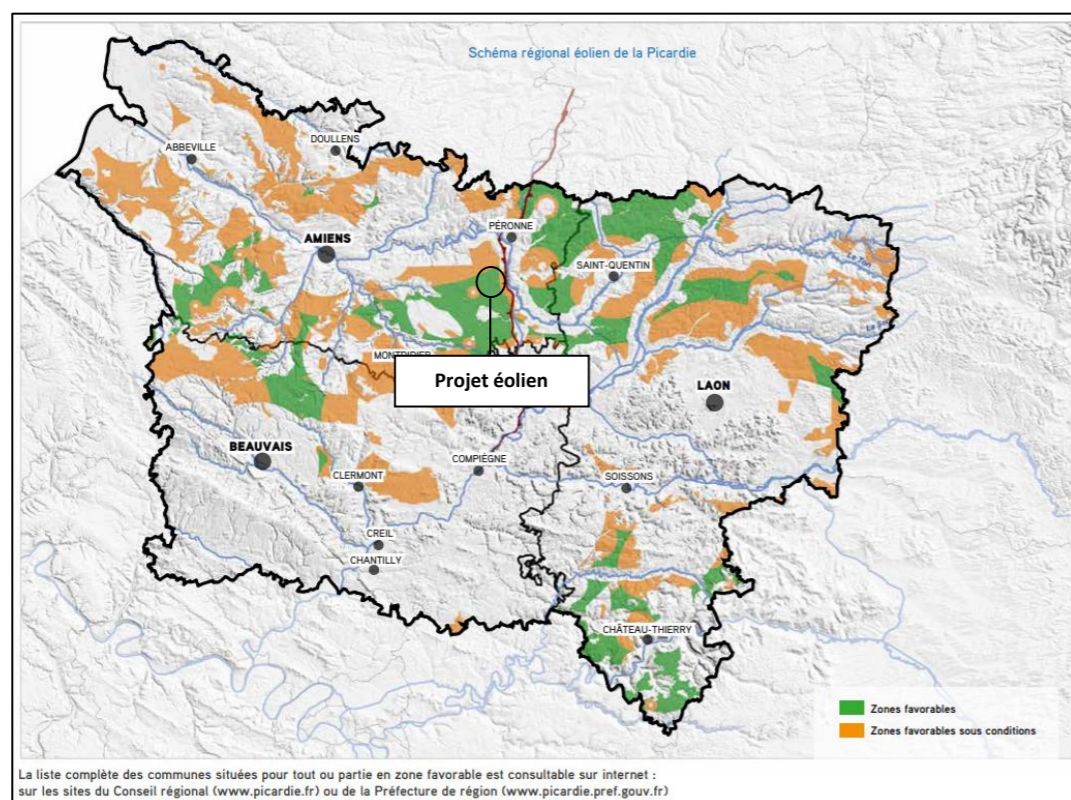 Schéma régional éolien de la Picardie
DOULLENS
ABBEVILLE
PÉRONNE
AMIENS
SAINT-QUENTIN
Projet éolien
LAON
BEAUVAIS
COMPIÈGNE
CLERMONT
SOISSONS
CREIL
CHANTILLY
CHÂTEAU-THIERRY
Zones favorables
Zones favorables sous conditions
La liste complète des communes situées pour tout ou partie en zone favorable est consultable sur internet :
sur les sites du Conseil régional (www.picardie.fr) ou de la Préfecture de région (www.picardie.pref.gouv.fr)